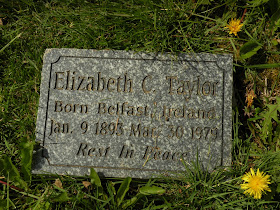 Elizabeth C. Taylor
Born Belfast, Ireland
Jan. 9 1893 Mar. 30 1979
Rest In Peace